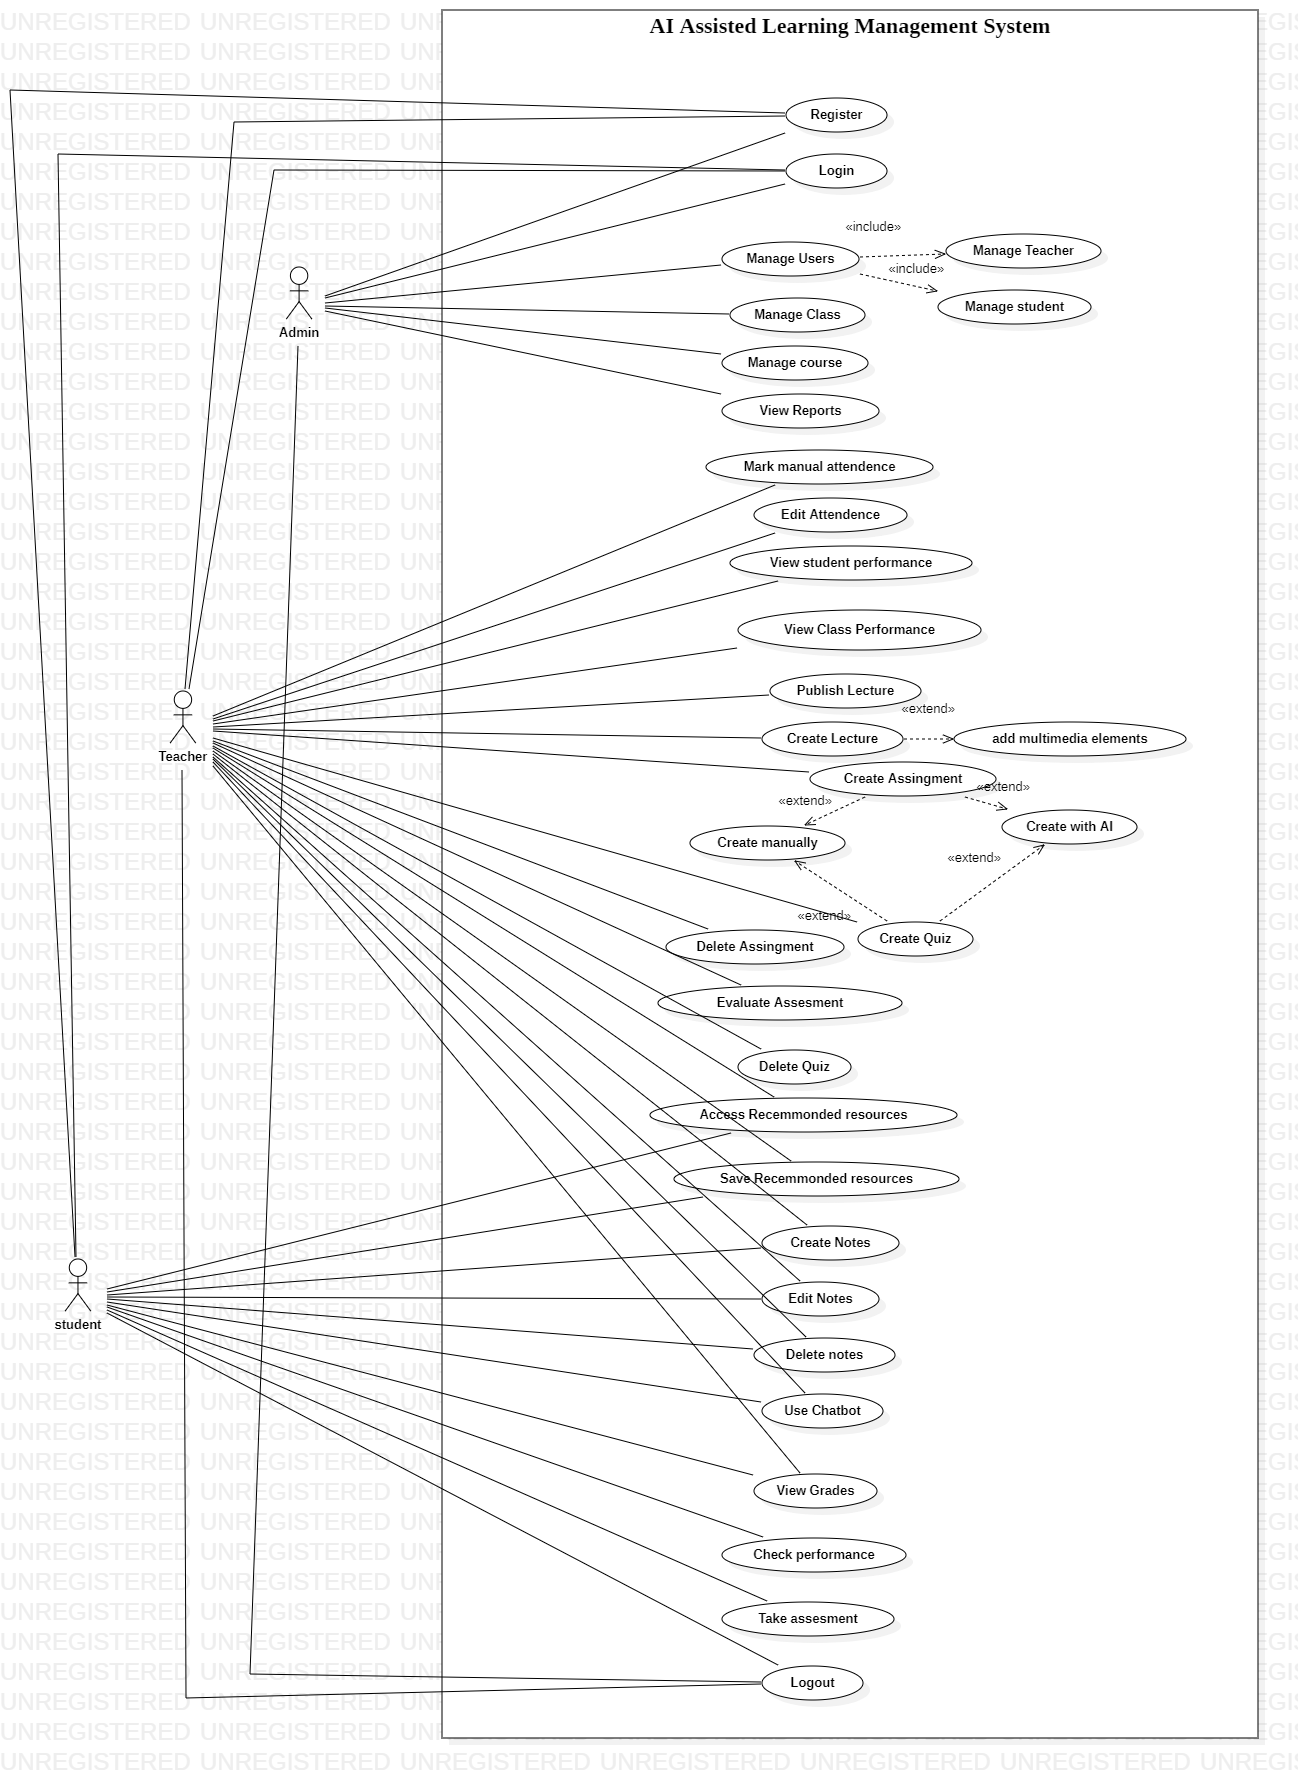 AI Assisted Learning Management System
Register
Login
«include»
Manage Users
Manage Teacher
«include»
Manage student
Admin
Manage Class
Manage course
View Reports
Mark manual attendence
Edit Attendence
View student performance
View Class Performance
Publish Lecture
«extend»
Teacher
Create Lecture
add multimedia elements
Create Assingment
«extend»
«extend»
Create with AI
Create manually
«extend»
«extend»
Create Quiz
Delete Assingment
Evaluate Assesment
Delete Quiz
Access Recemmonded resources
Save Recemmonded resources
Create Notes
student
Edit Notes
Delete notes
Use Chatbot
View Grades
Check performance
Take assesment
Logout
UNREGISTERED UNREGISTERED UNREGISTERED UNREGISTERED UNREGISTERED UNREGISTERED